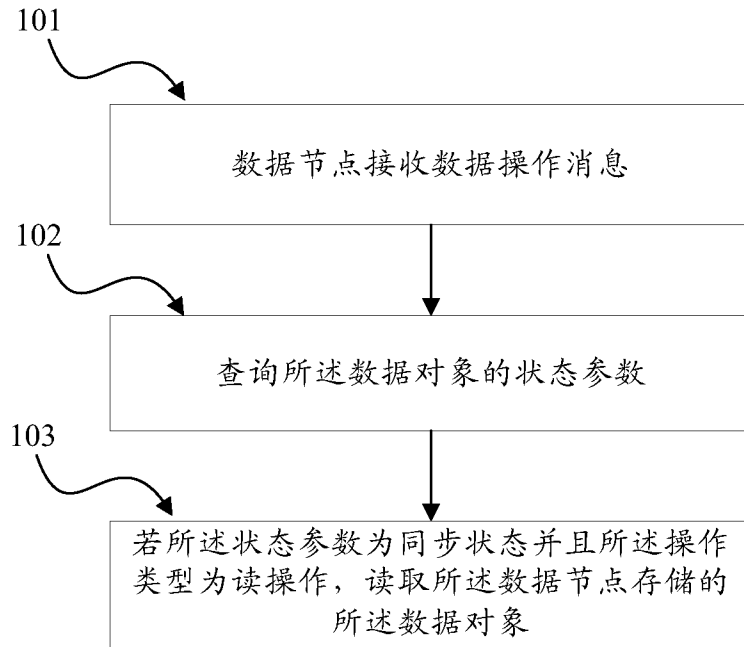 101
数据节点接收数据操作消息
102
查询所述数据对象的状态参数
103
若所述状态参数为同步状态并且所述操作
类型为读操作，读取所述数据节点存储的
所述数据对象